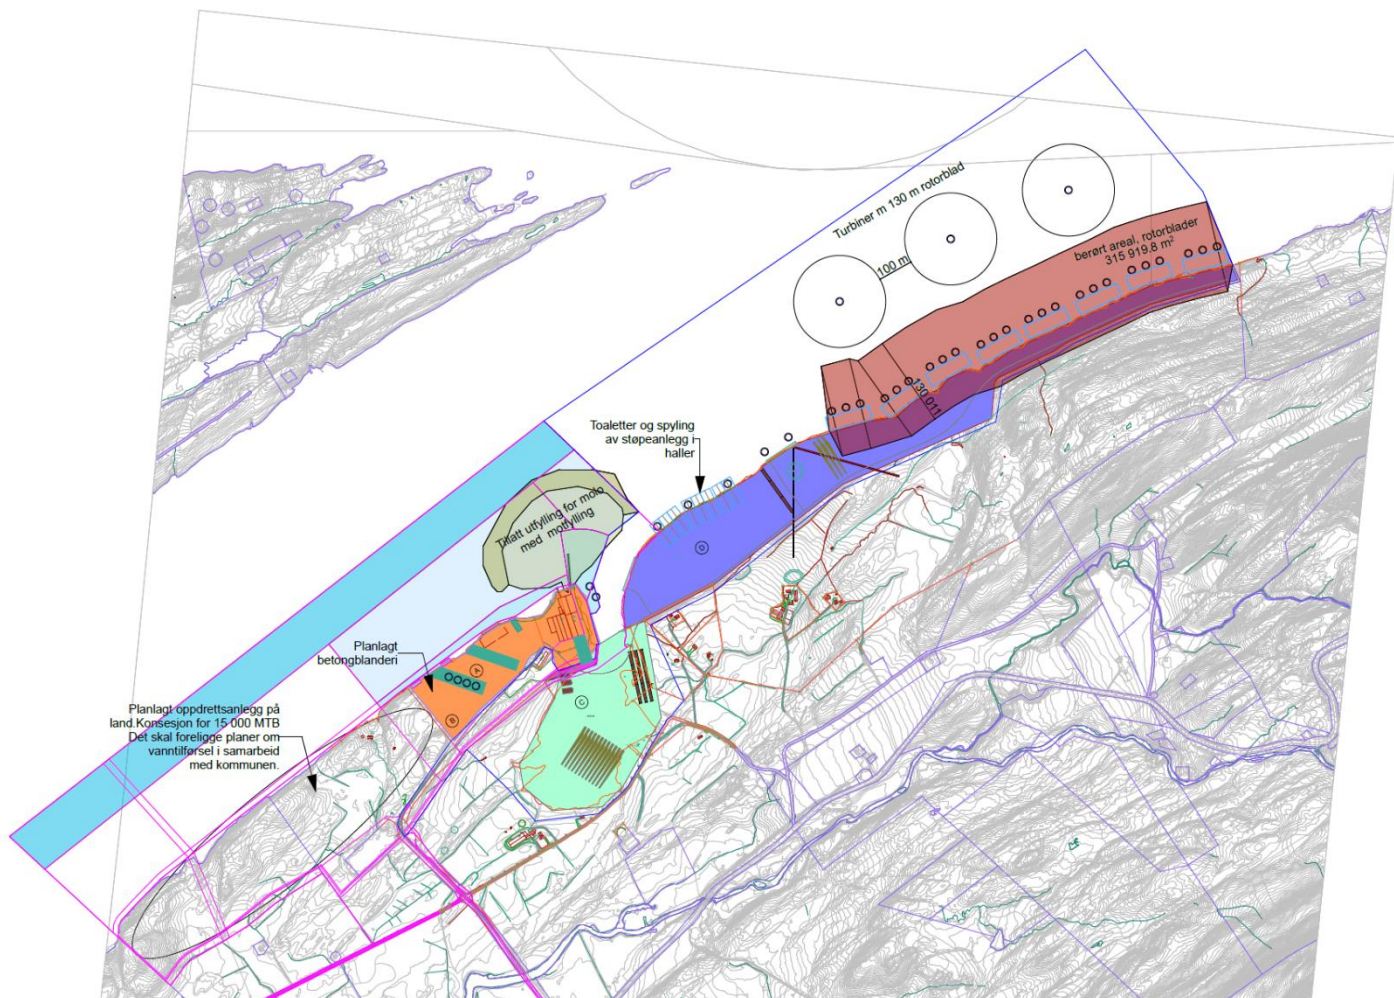 Turbiner m 130 m rotorblad
100 m
berørt areal, rotorblader
315 919.8 m²
130.011
Toaletter og spyling
av støpeanlegg i
haller
Tillatt utfylling for molo
med motfylling
D
Planlagt
betongblanderi
A
B
C
Planlagt oppdrettsanlegg på
land.Konsesjon for 15 000 MTB
Det skal foreligge planer om
vanntilførsel i samarbeid
med kommunen.